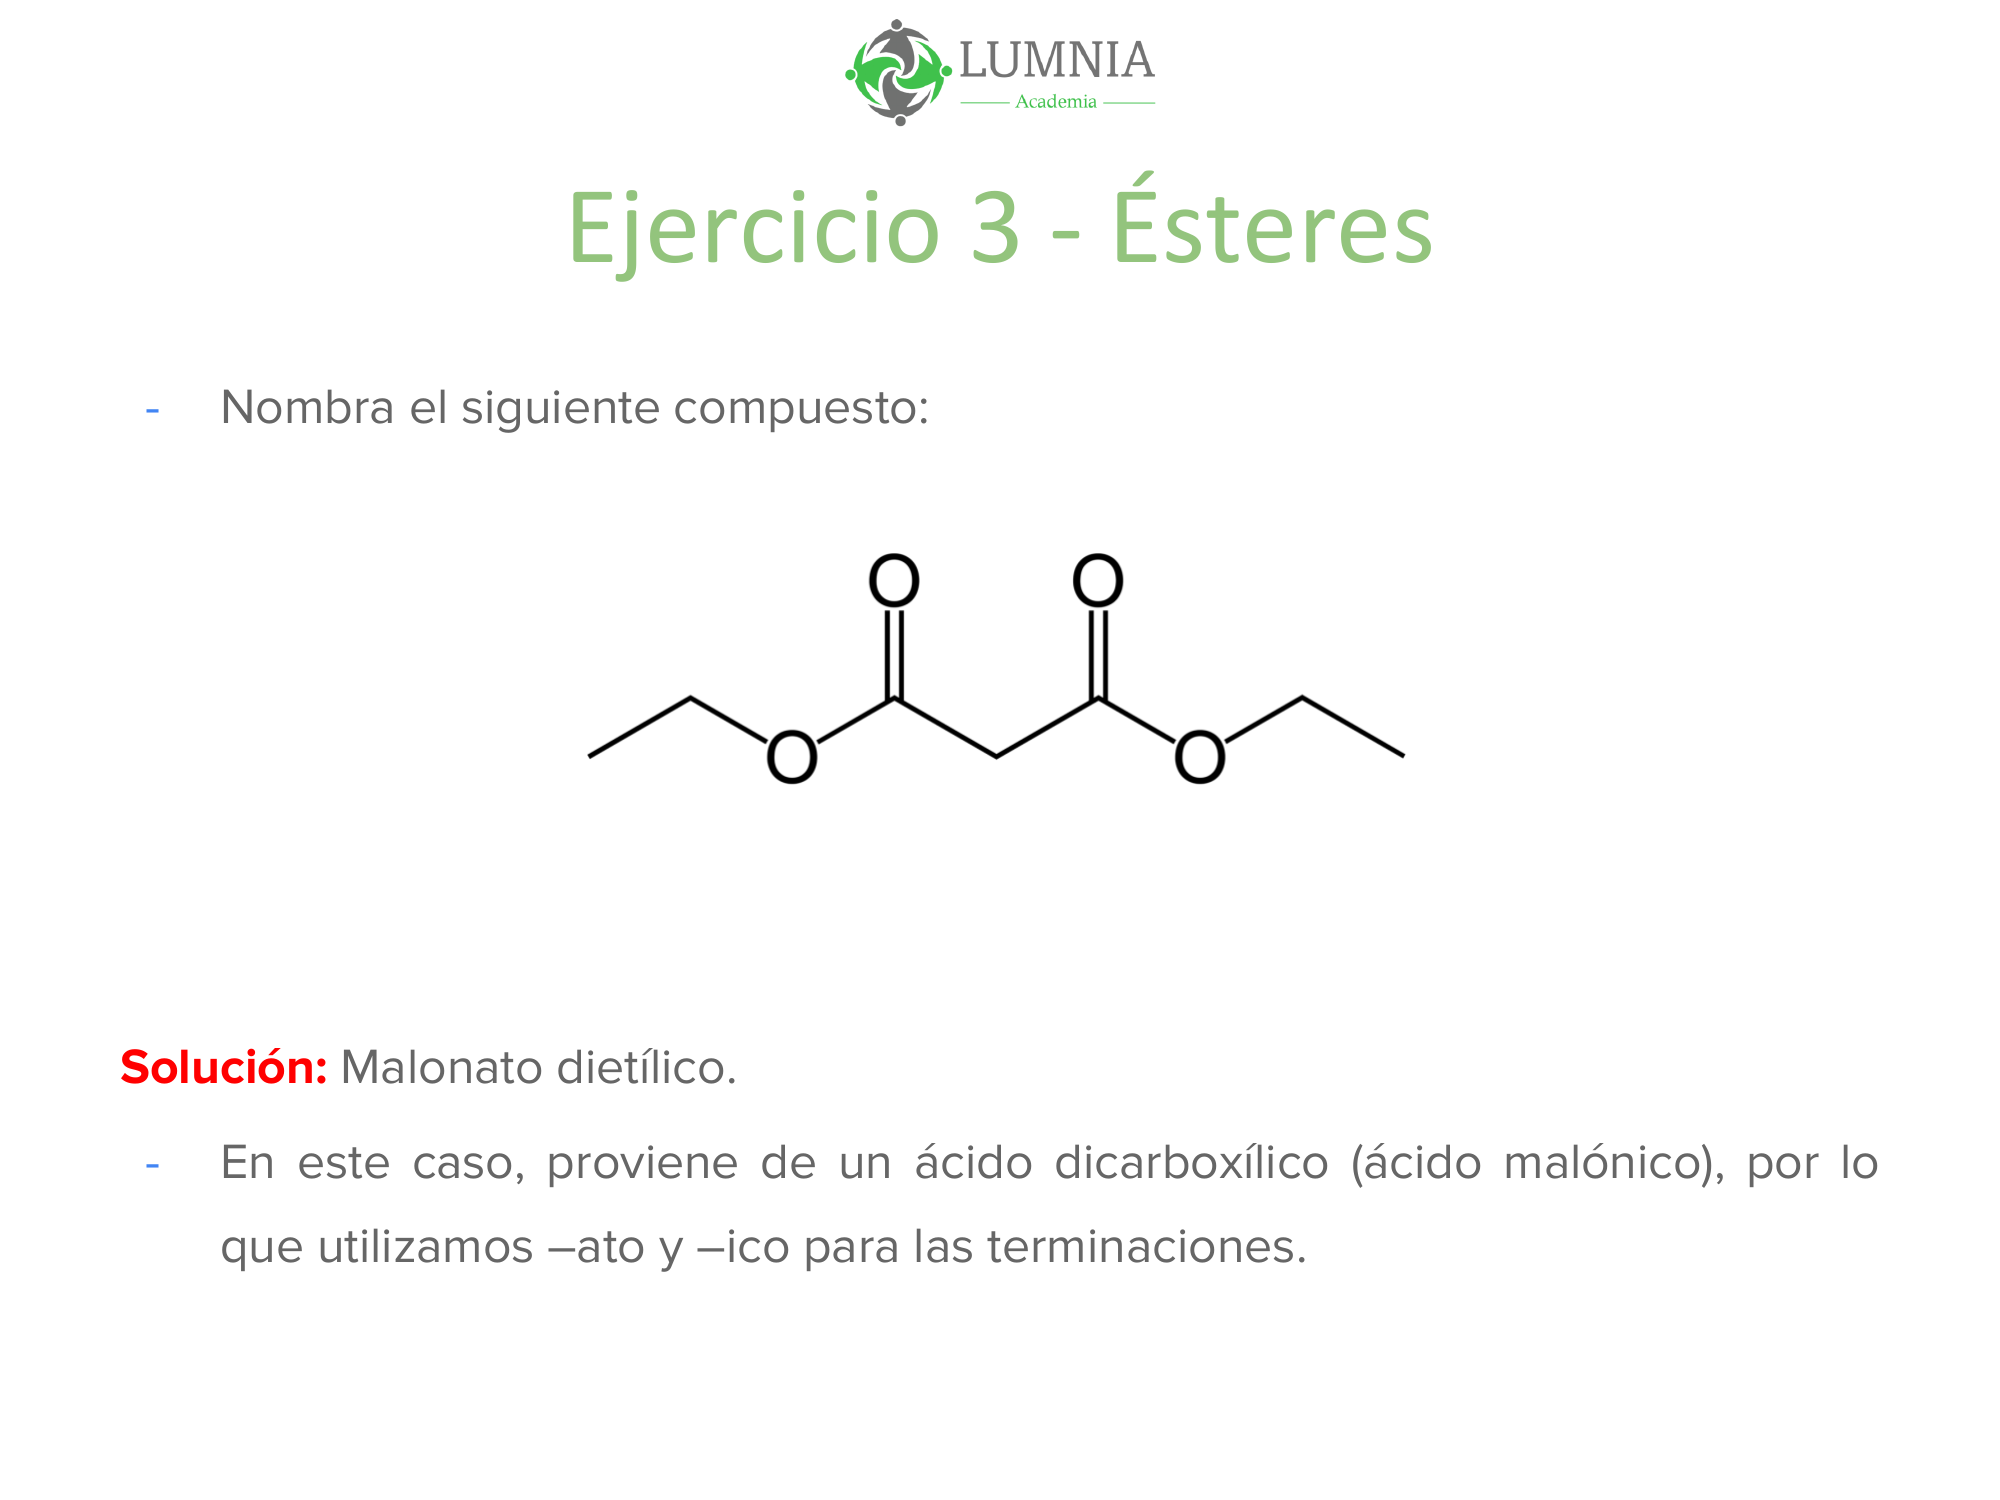 LUMNIA
Academia
Ejercicio 3 - Ésteres
- Nombra el siguiente compuesto:
O O
O O
Solución: Malonato dietílico.
- En este caso, proviene de un ácido dicarboxílico (ácido malónico), por lo
que utilizamos –ato y –ico para las terminaciones.